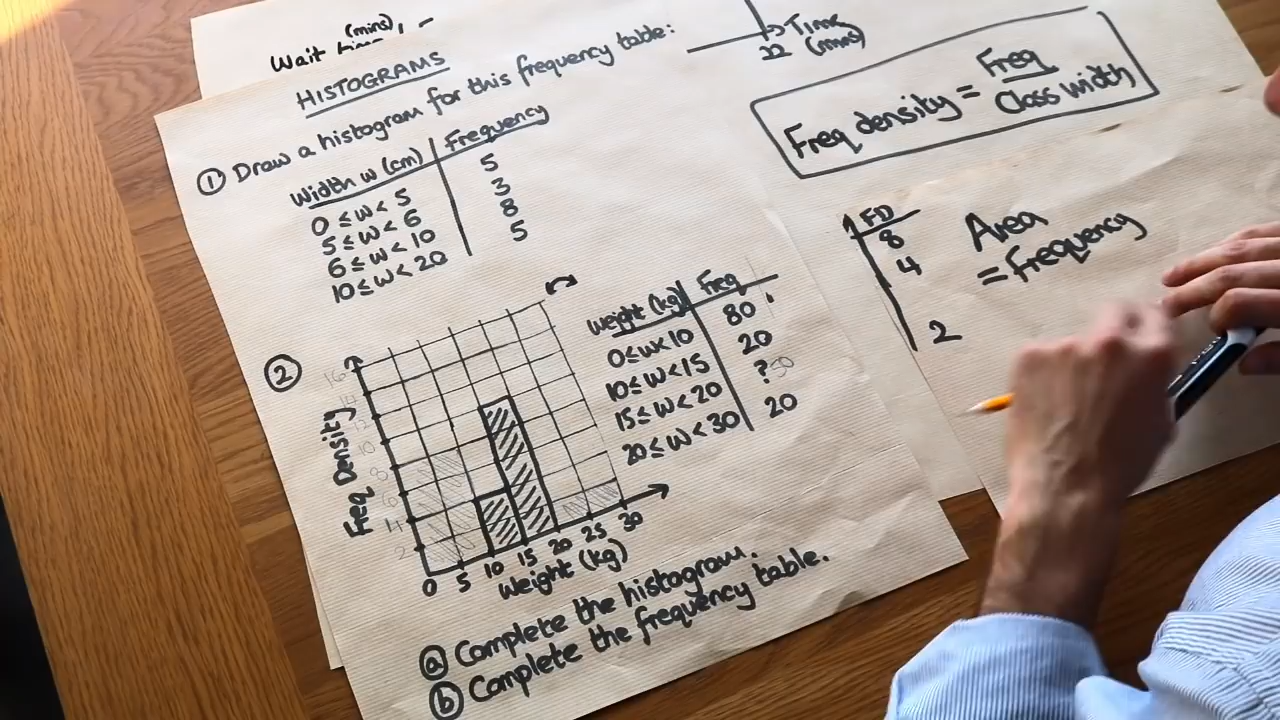 (mins)
Wait time
Time
22 (mins)
HISTOGRAMS
① Draw a histogram for this frequency table:
Width w (cm) Frequency
0 ≤ w < 5 5
5 ≤ w < 6 3
6 ≤ w < 10 8
10 ≤ w < 20 5
Freq density = Freq
Class width
FD
8
4
2
Area
= Frequency
②
Freq Density
16
10
8
6
4
2
0 5 10 15 20 25 30
Weight (kg)
Weight (kg) Freq
0 ≤ w < 10 80
10 ≤ w < 15 20
15 ≤ w < 20 ? 50
20 ≤ w < 30 20
ⓐ Complete the histogram.
ⓑ Complete the frequency table.